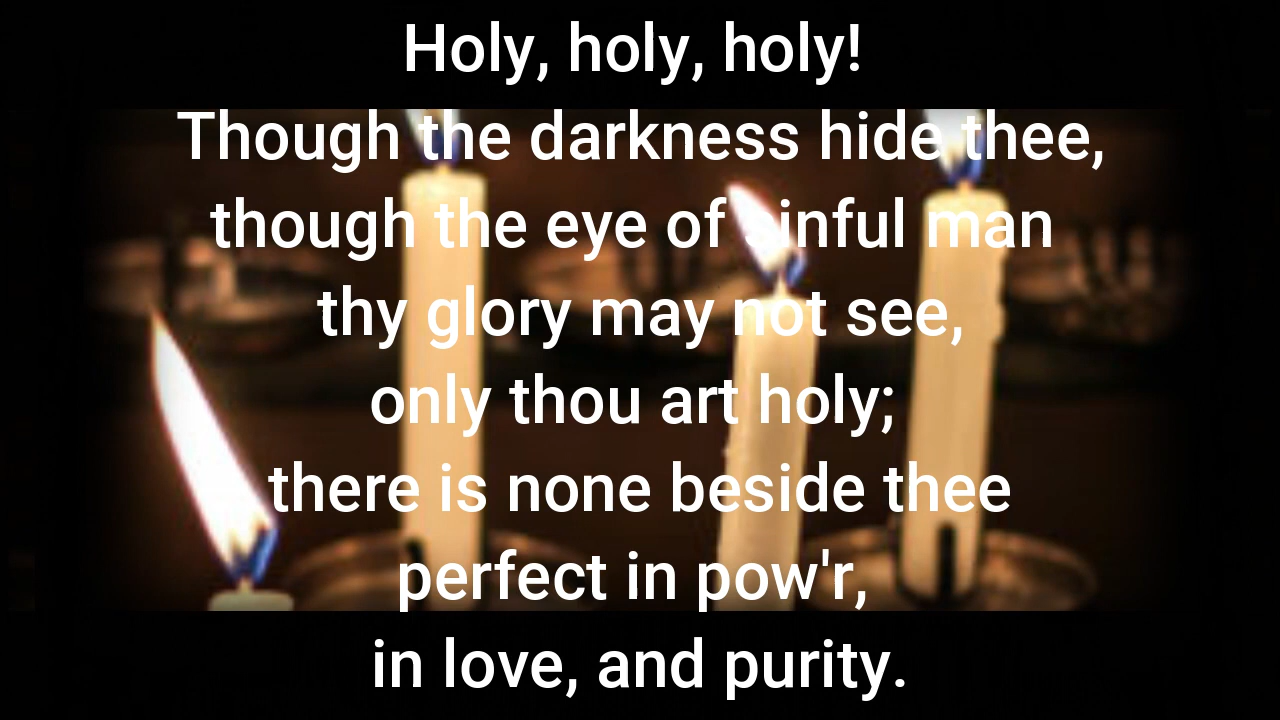 Holy, holy, holy!
Though the darkness hide thee,
though the eye of sinful man
thy glory may not see,
only thou art holy;
there is none beside thee
perfect in pow'r,
in love, and purity.